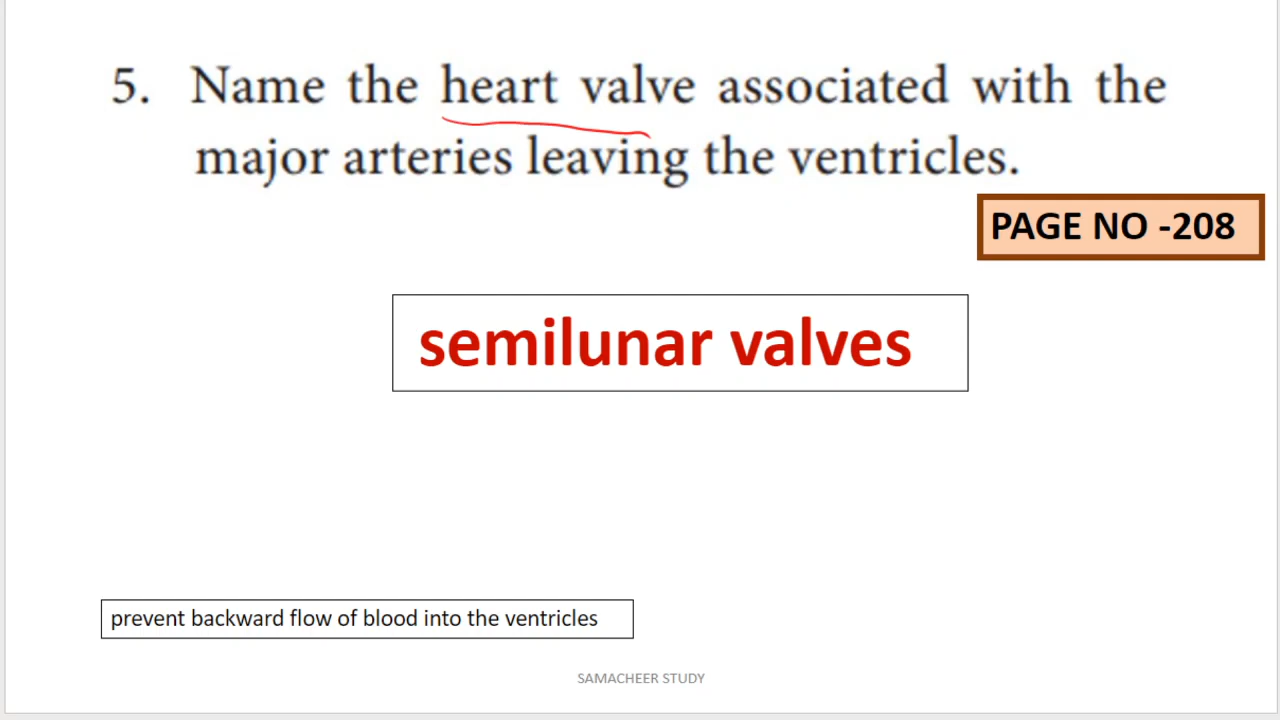 5. Name the heart valve associated with the
major arteries leaving the ventricles.
PAGE NO -208
semilunar valves
prevent backward flow of blood into the ventricles
SAMACHEER STUDY